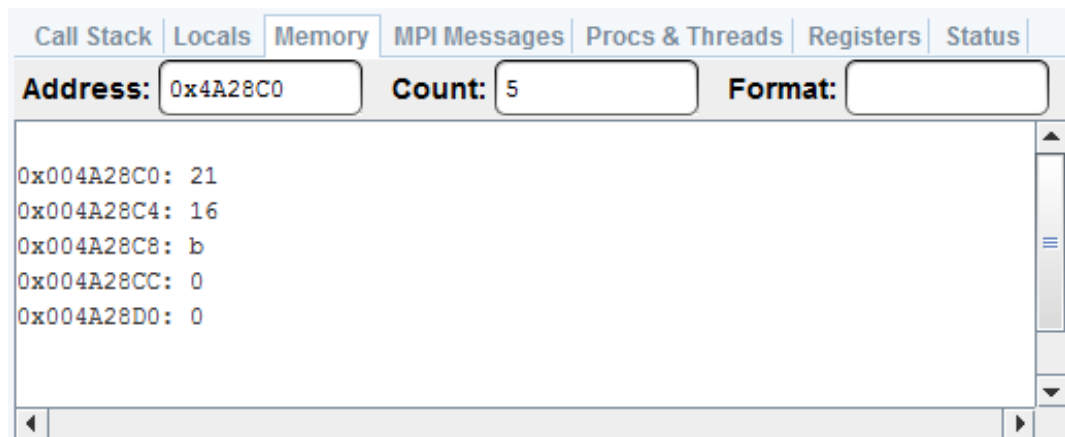 Call Stack Locals Memory MPI Messages Procs & Threads Registers Status
Address: 0x4A28C0 Count: 5 Format:
0x004A28C0: 21
0x004A28C4: 16
0x004A28C8: b
0x004A28CC: 0
0x004A28D0: 0